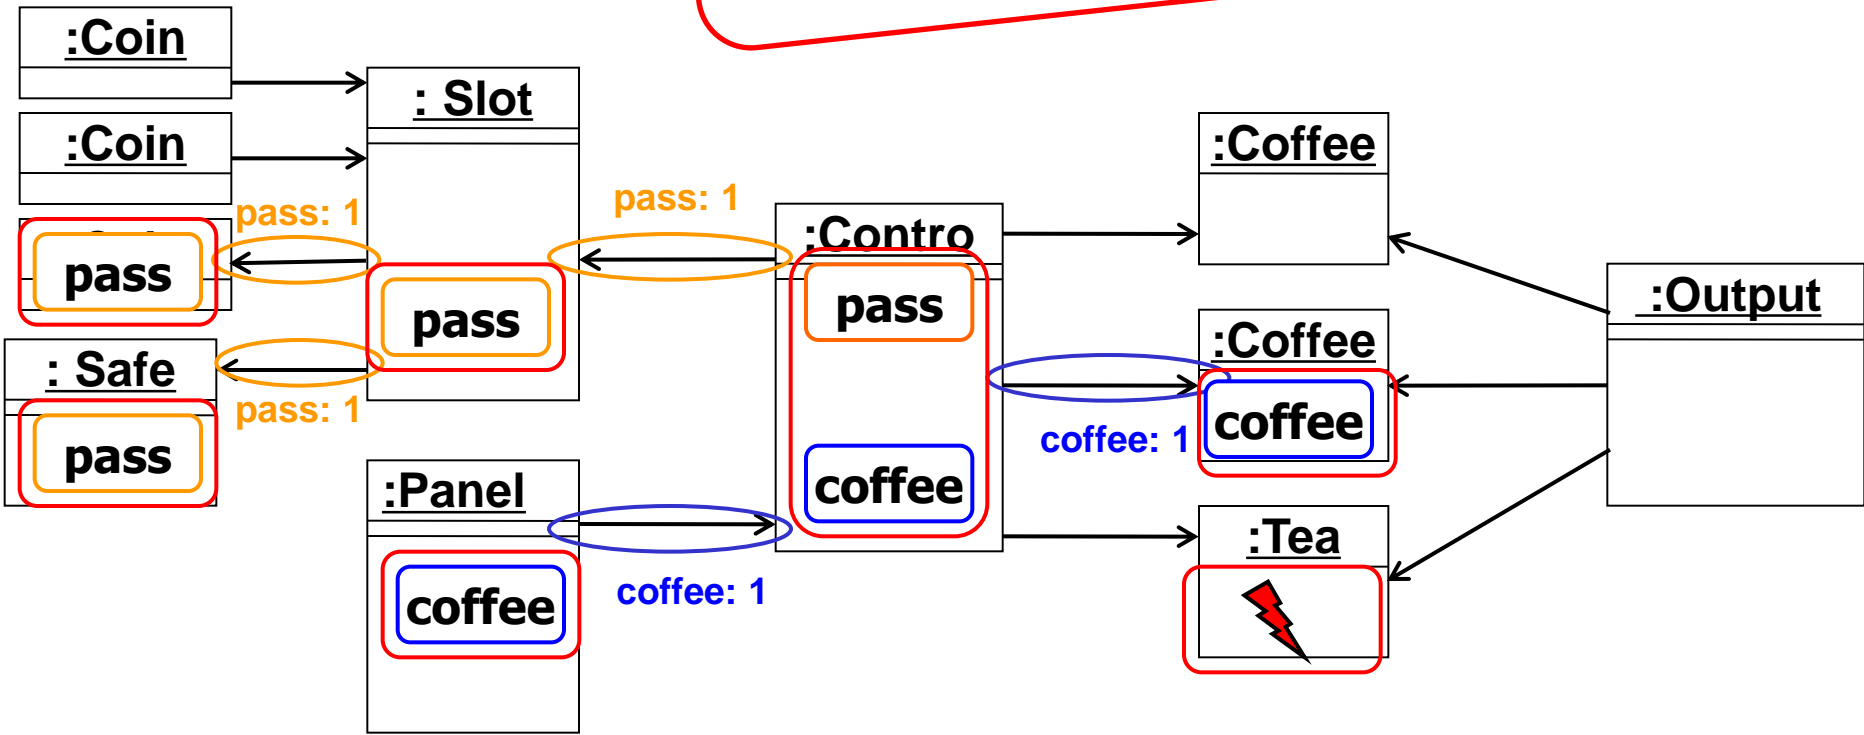 :Coin
:Coin
pass
: Safe
pass
pass: 1
pass: 1
: Slot
pass
:Panel
coffee
pass: 1
coffee: 1
:Contro
pass
coffee
coffee: 1
:Coffee
:Coffee
coffee
:Tea
:Output